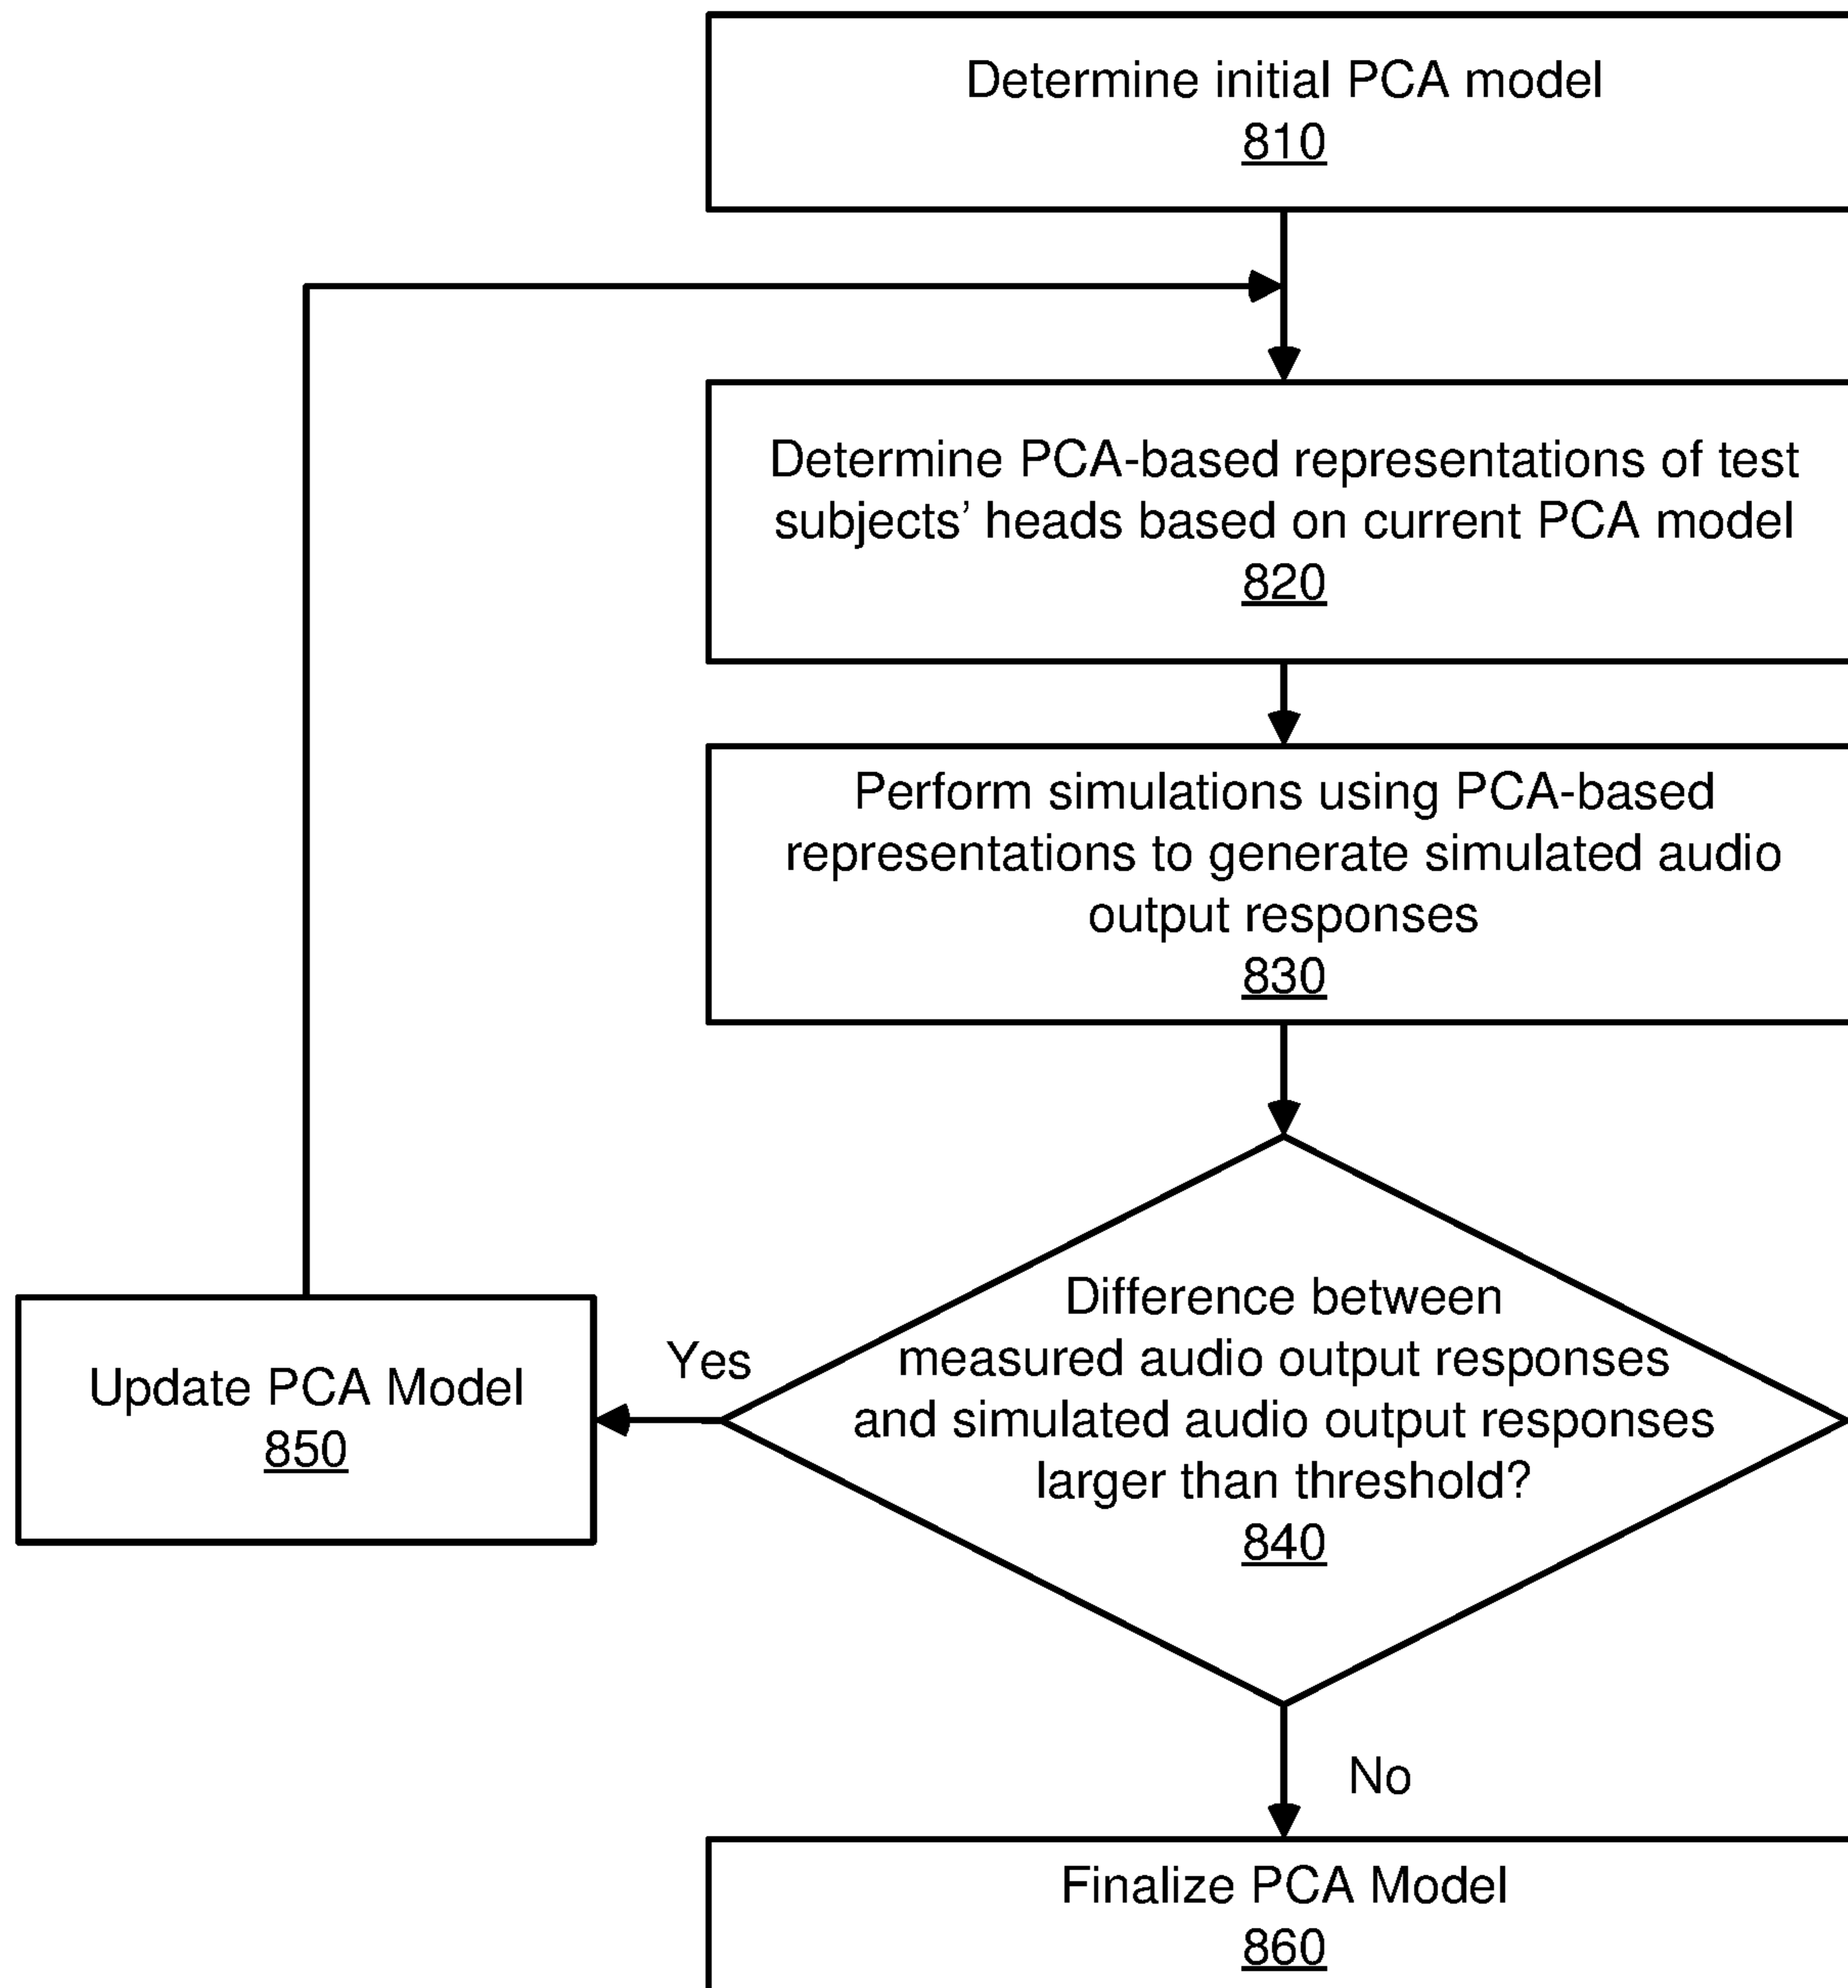 Determine initial PCA model
810
Determine PCA-based representations of test
subjects’ heads based on current PCA model
820
Perform simulations using PCA-based
representations to generate simulated audio
output responses
830
Difference between
measured audio output responses
and simulated audio output responses
larger than threshold?
840
Yes
Update PCA Model
850
No
Finalize PCA Model
860